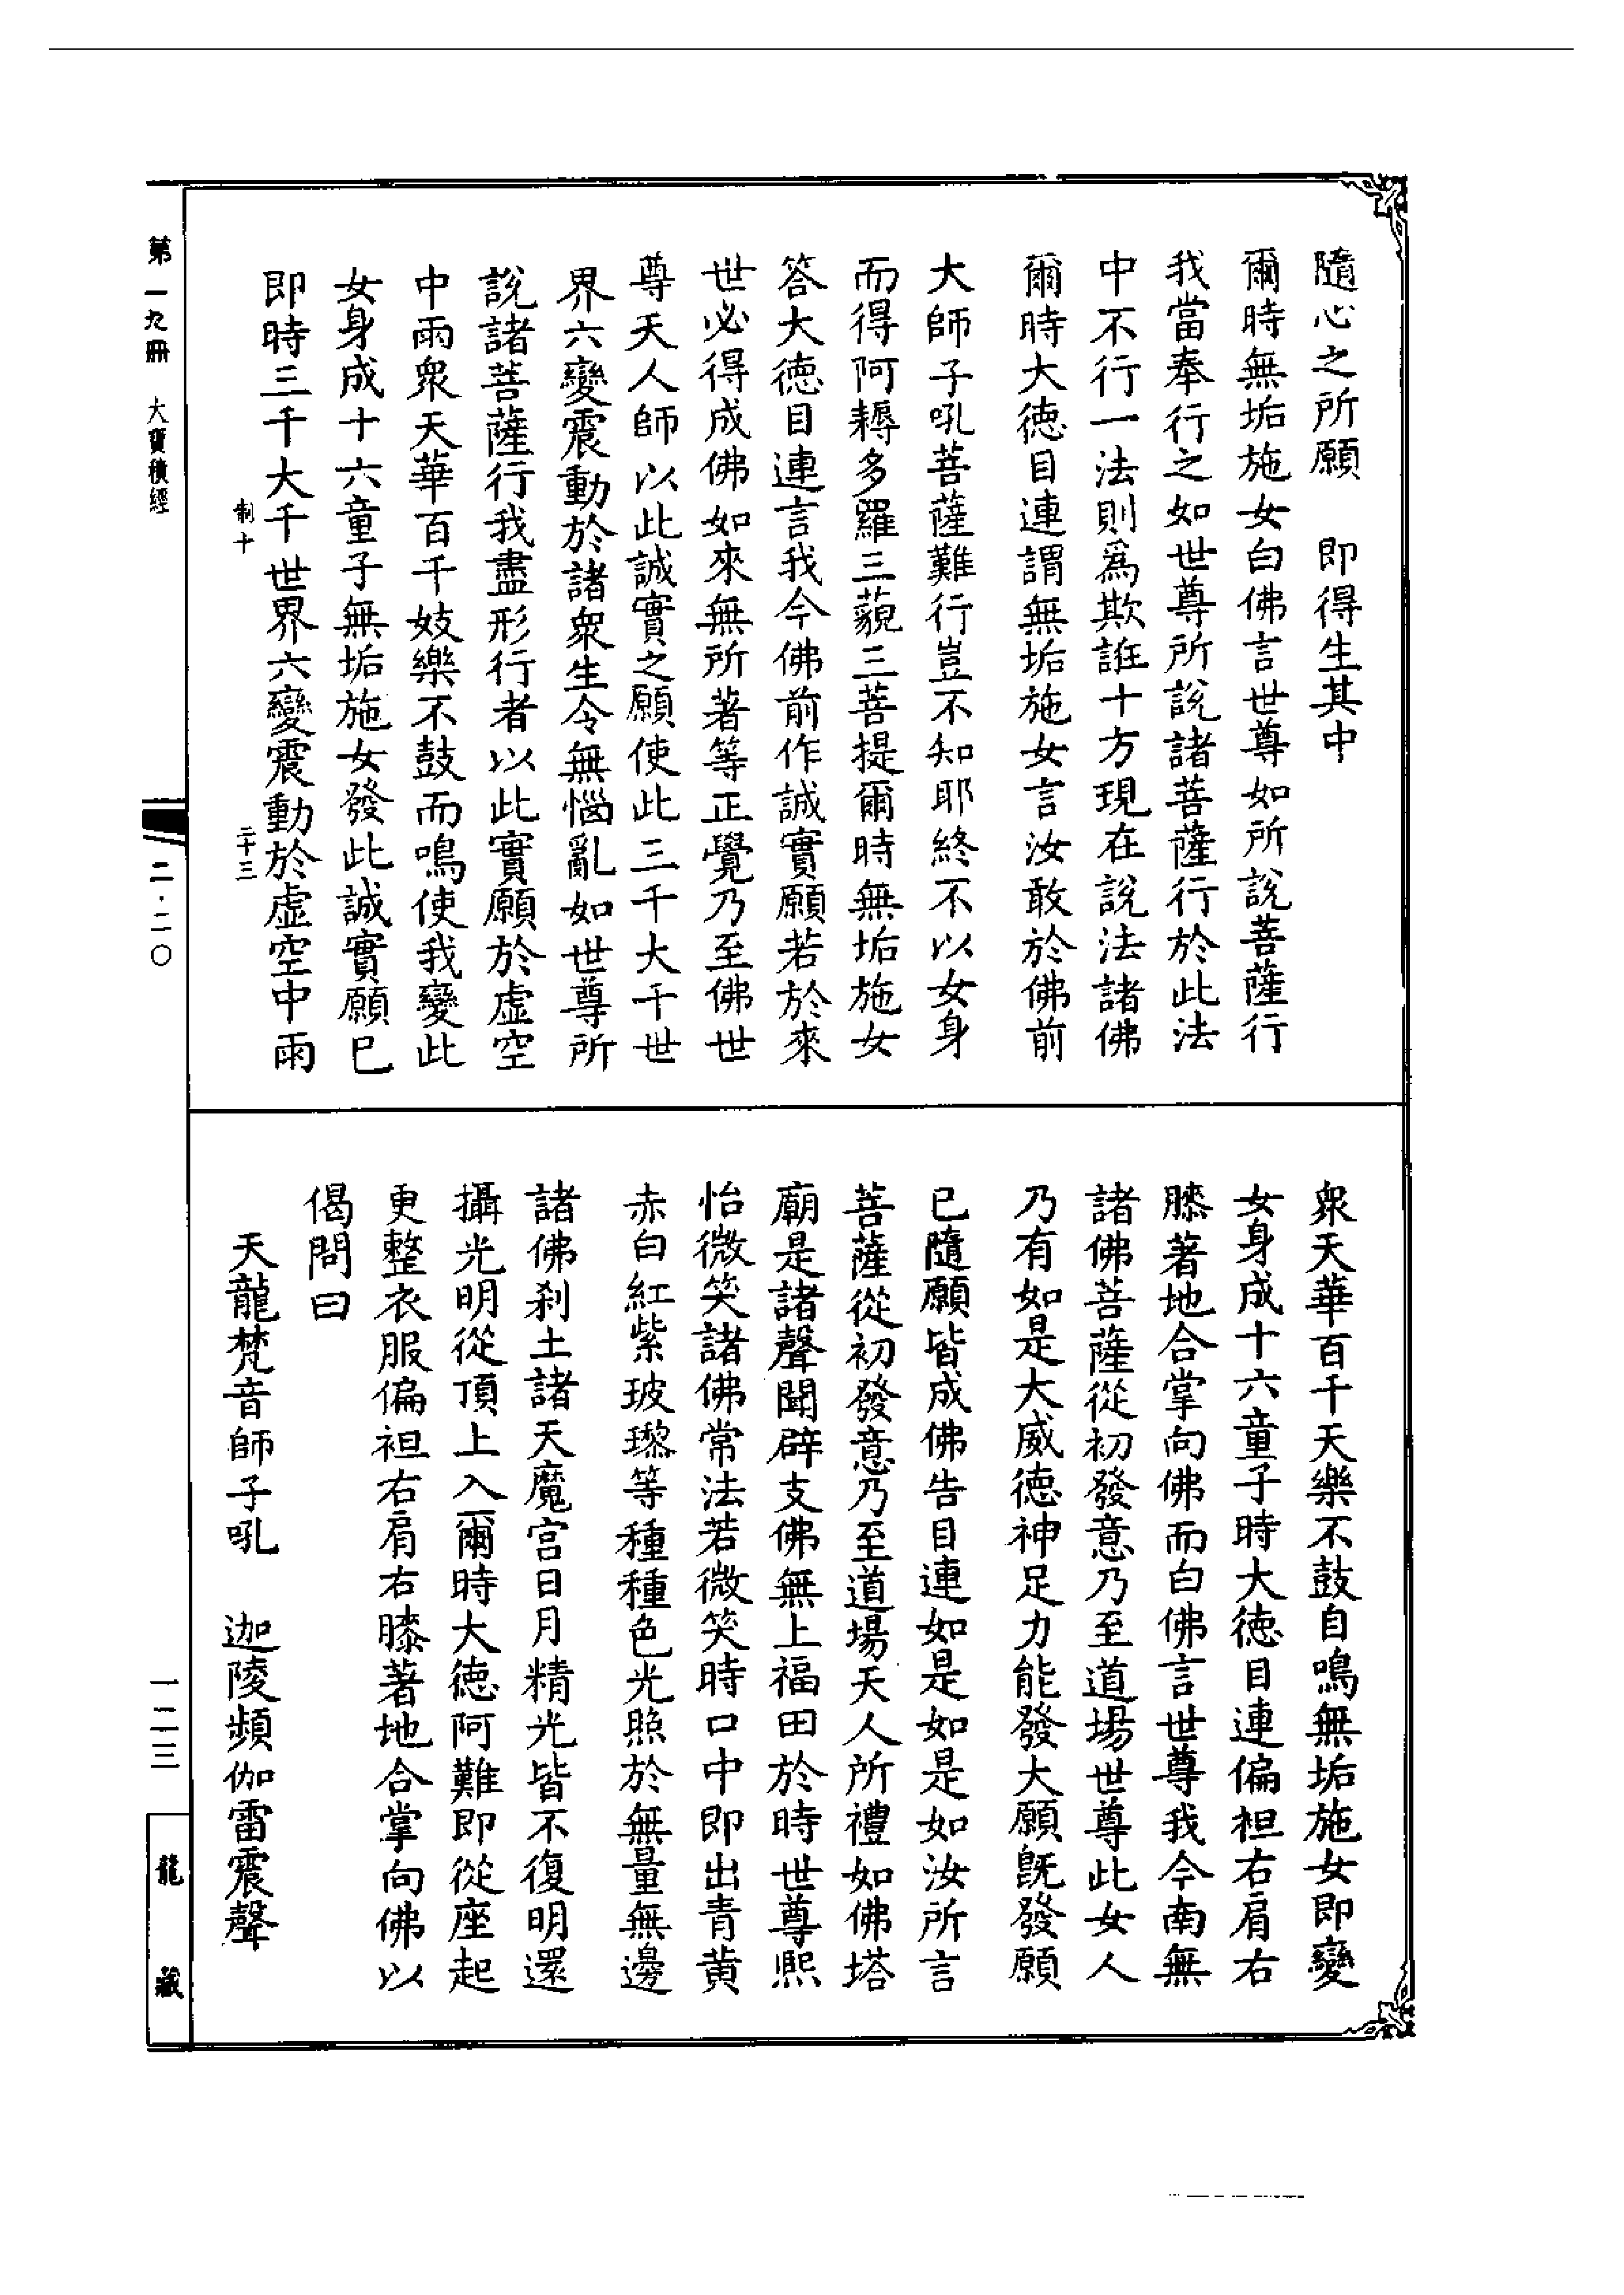 隨心之所願　即得生其中
爾時無垢施女白佛言世尊如所說菩薩行
我當奉行之如世尊所說諸菩薩行於此法
中不行一法則爲欺誑十方現在說法諸佛
爾時大德目連謂無垢施女言汝敢於佛前
大師子吼菩薩難行豈不知耶終不以女身
而得阿耨多羅三藐三菩提爾時無垢施女
答大德目連言我今佛前作誠實願若於來
世必得成佛如來無所著等正覺乃至佛世
尊天人師以此誠實之願使此三千大千世
界六變震動於諸衆生令無惱亂如世尊所
說諸菩薩行我盡形行者以此實願於虛空
中雨衆天華百千妓樂不鼓而鳴使我變此
女身成十六童子無垢施女發此誠實願已
即時三千大千世界六變震動於虛空中雨
制十　二十三
衆天華百千天樂不鼓自鳴無垢施女即變
女身成十六童子時大德目連偏袒右肩右
膝著地合掌向佛而白佛言世尊我今南無
諸佛菩薩從初發意乃至道場世尊此女人
乃有如是大威德神足力能發大願旣發願
已隨願皆成佛告目連如是如是如汝所言
菩薩從初發意乃至道場天人所禮如佛塔
廟是諸聲聞辟支佛無上福田於時世尊熙
怡微笑諸佛常法若微笑時口中即出青黄
赤白紅紫玻瓈等種種色光照於無量無邊
諸佛刹土諸天魔宮日月精光皆不復明還
攝光明從頂上入爾時大德阿難即從座起
更整衣服偏袒右肩右膝著地合掌向佛以
偈問曰
天龍梵音師子吼　迦陵頻伽雷震聲
第一九冊　大寶積經
二·二〇
一二三
龍藏